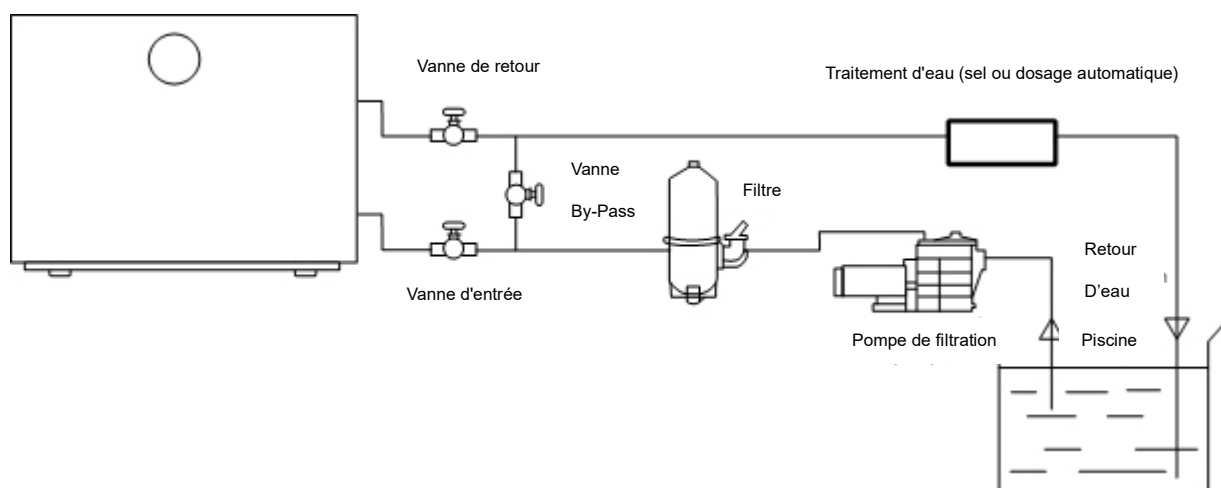 Vanne de retour
Traitement d'eau (sel ou dosage automatique)
Vanne
By-Pass
Filtre
Vanne d'entrée
Pompe de filtration
Retour
D’eau
Piscine